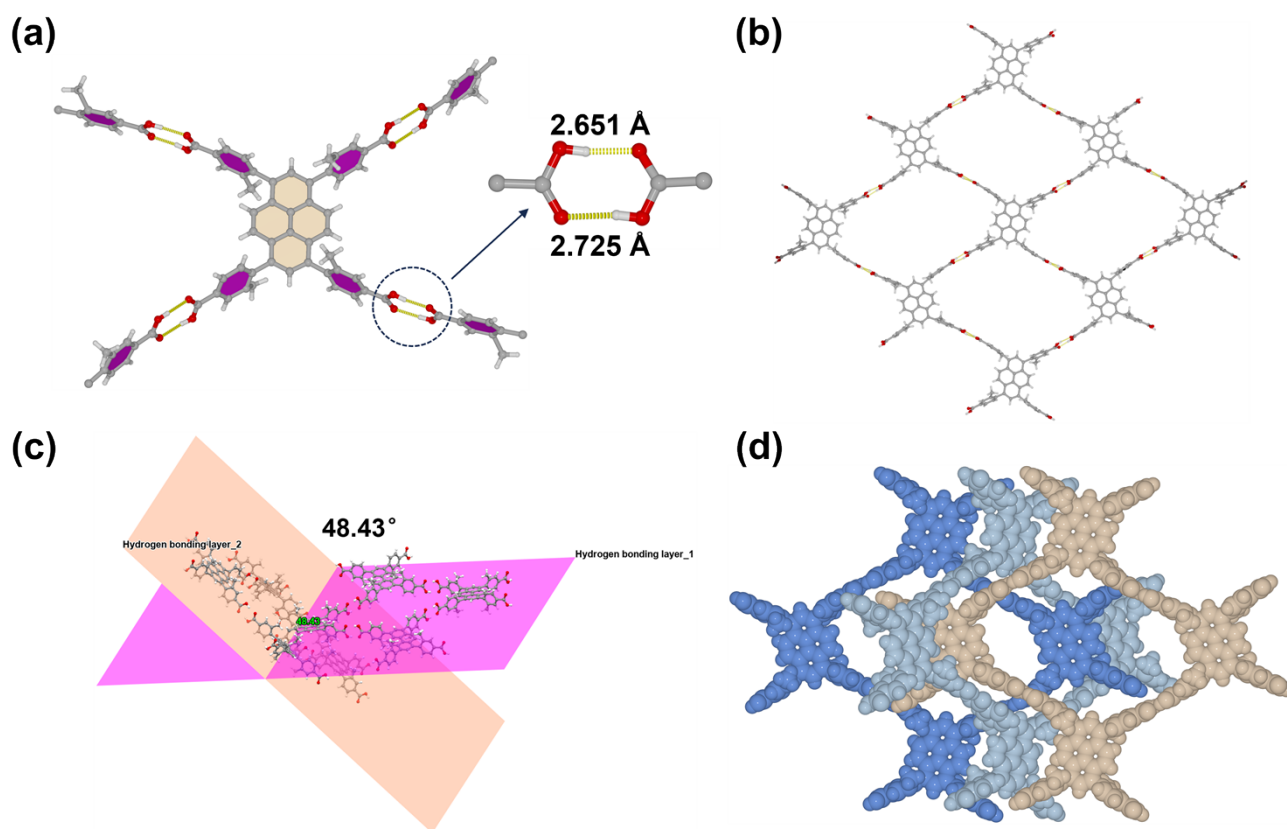 (a)
2.651 Å
2.725 Å
(b)
(c)
48.43°
Hydrogen bonding layer_2
Hydrogen bonding layer_1
48.43
(d)